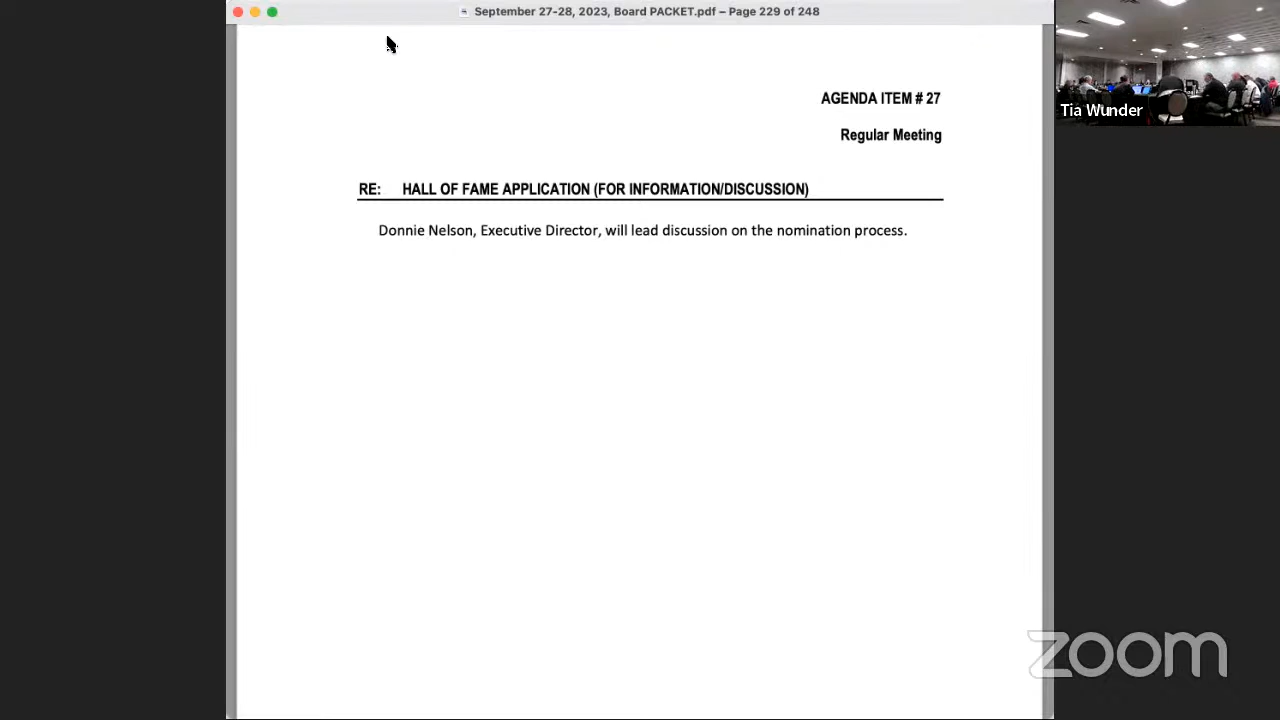 September 27-28, 2023, Board PACKET.pdf – Page 229 of 248
Tia Wunder
AGENDA ITEM # 27
Regular Meeting
RE: HALL OF FAME APPLICATION (FOR INFORMATION/DISCUSSION)
Donnie Nelson, Executive Director, will lead discussion on the nomination process.
zoom